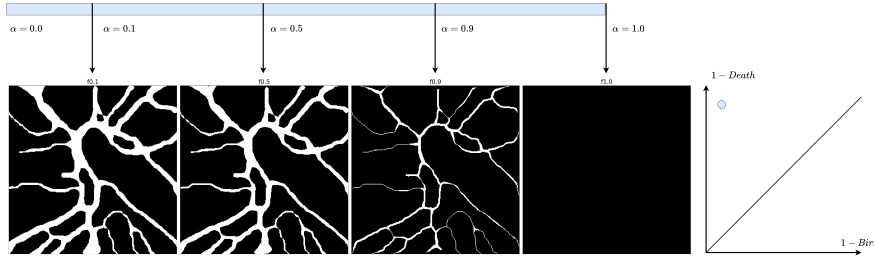 α = 0.0
α = 0.1
α = 0.5
α = 0.9
α = 1.0
f0.1
f0.5
f0.9
f1.0
1 − Death
1 − Bir